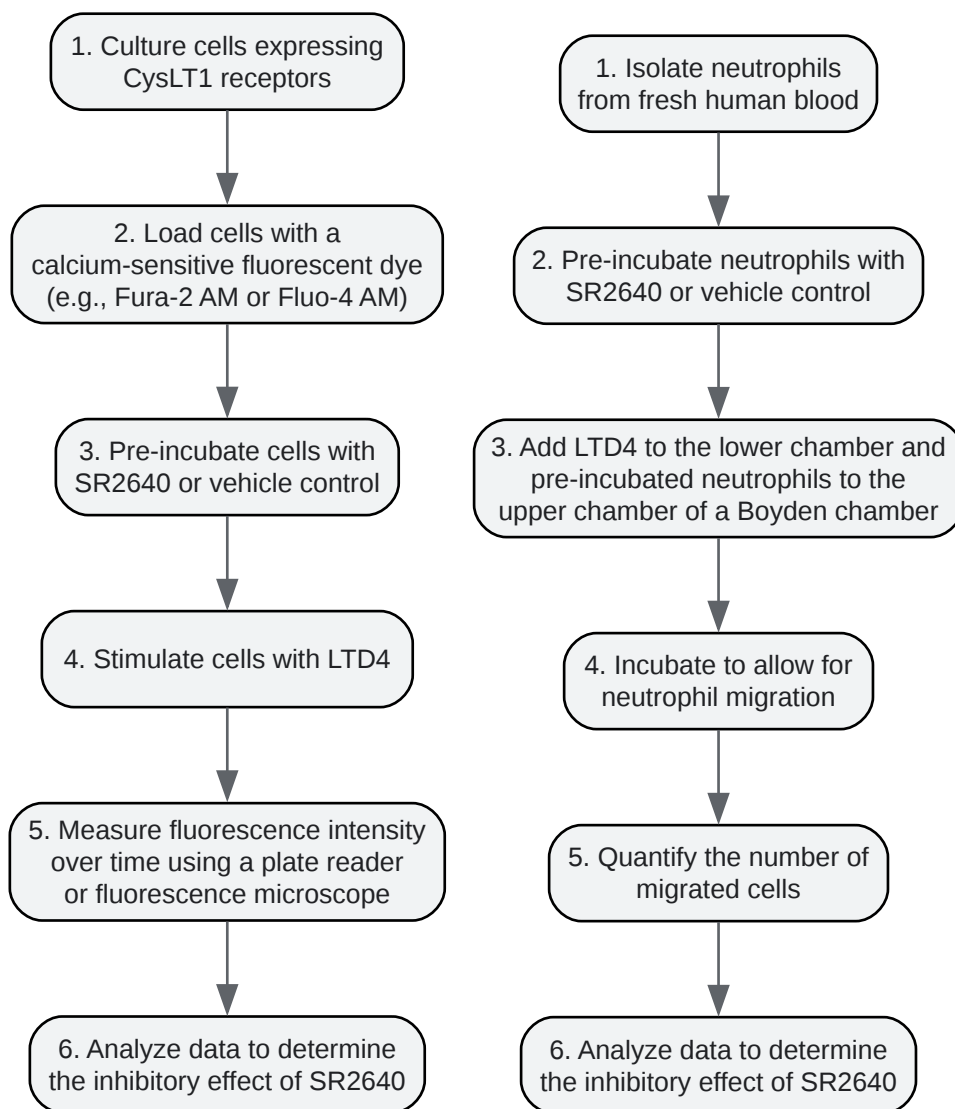 1. Culture cells expressing
CysLT1 receptors
2. Load cells with a
calcium-sensitive fluorescent dye
(e.g., Fura-2 AM or Fluo-4 AM)
3. Pre-incubate cells with
SR2640 or vehicle control
4. Stimulate cells with LTD4
5. Measure fluorescence intensity
over time using a plate reader
or fluorescence microscope
6. Analyze data to determine
the inhibitory effect of SR2640
1. Isolate neutrophils
from fresh human blood
2. Pre-incubate neutrophils with
SR2640 or vehicle control
3. Add LTD4 to the lower chamber and
pre-incubated neutrophils to the
upper chamber of a Boyden chamber
4. Incubate to allow for
neutrophil migration
5. Quantify the number of
migrated cells
6. Analyze data to determine
the inhibitory effect of SR2640